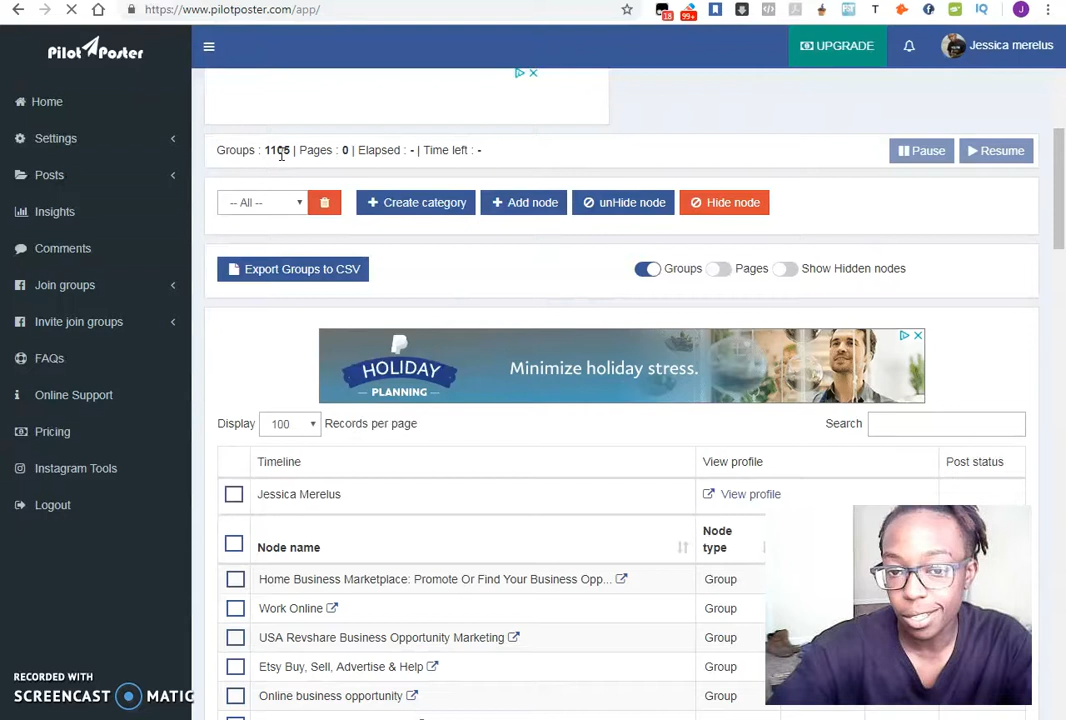 https://www.pilotposter.com/app/
18
99+
T
IQ
J
Pilot Poster
UPGRADE
Jessica merelus
Home
Settings
Posts
Insights
Comments
Join groups
Invite join groups
FAQs
Online Support
Pricing
Instagram Tools
Logout
Groups : 1105 | Pages : 0 | Elapsed : - | Time left : -
Pause
Resume
-- All --
Create category
Add node
unHide node
Hide node
Export Groups to CSV
Groups
Pages
Show Hidden nodes
HOLIDAY
PLANNING
Minimize holiday stress.
Display 100 Records per page
Search
Timeline
View profile
Post status
Jessica Merelus
View profile
Node name
Node type
Home Business Marketplace: Promote Or Find Your Business Opp...
Group
Work Online
Group
USA Revshare Business Opportunity Marketing
Group
Etsy Buy, Sell, Advertise & Help
Group
Online business opportunity
Group
RECORDED WITH
SCREENCAST MATIC